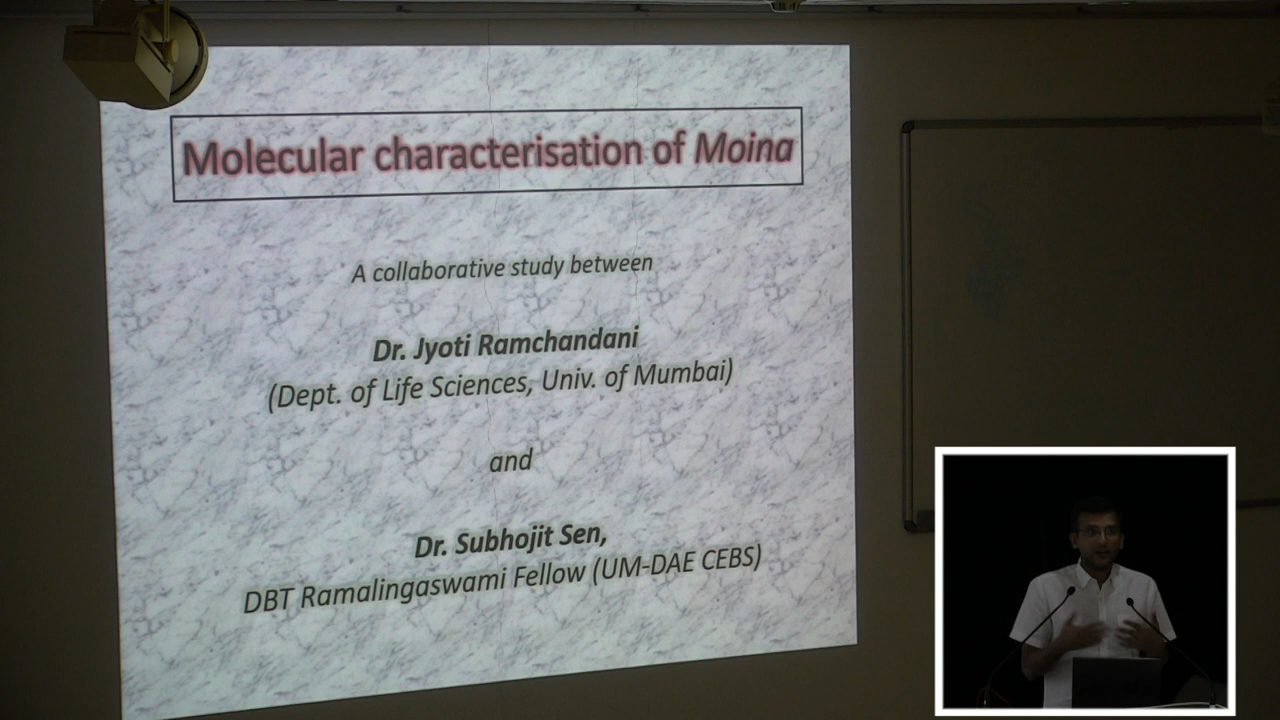 Molecular characterisation of Moina
A collaborative study between
Dr. Jyoti Ramchandani
(Dept. of Life Sciences, Univ. of Mumbai)
and
Dr. Subhojit Sen,
DBT Ramalingaswami Fellow (UM-DAE CEBS)